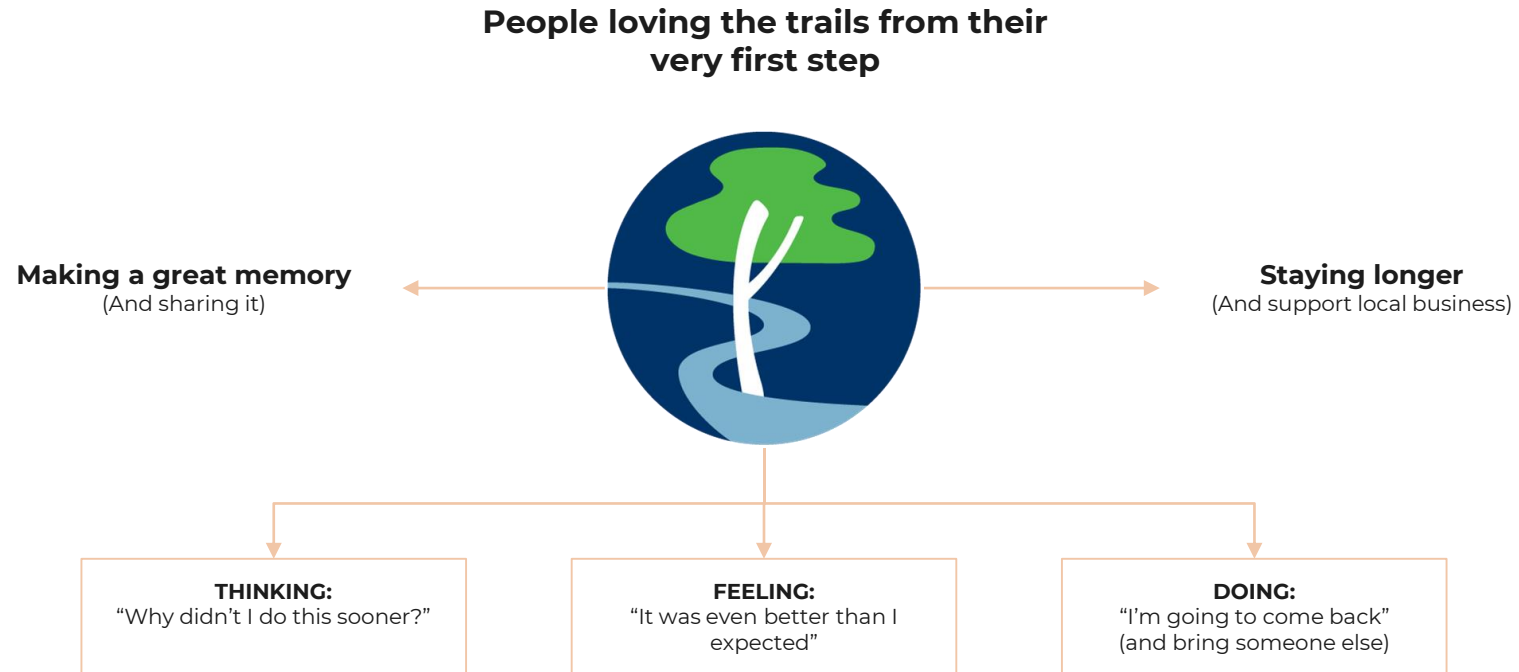 People loving the trails from their
very first step
Making a great memory
(And sharing it)
Staying longer
(And support local business)
THINKING:
“Why didn’t I do this sooner?”
FEELING:
“It was even better than I
expected”
DOING:
“I’m going to come back”
(and bring someone else)